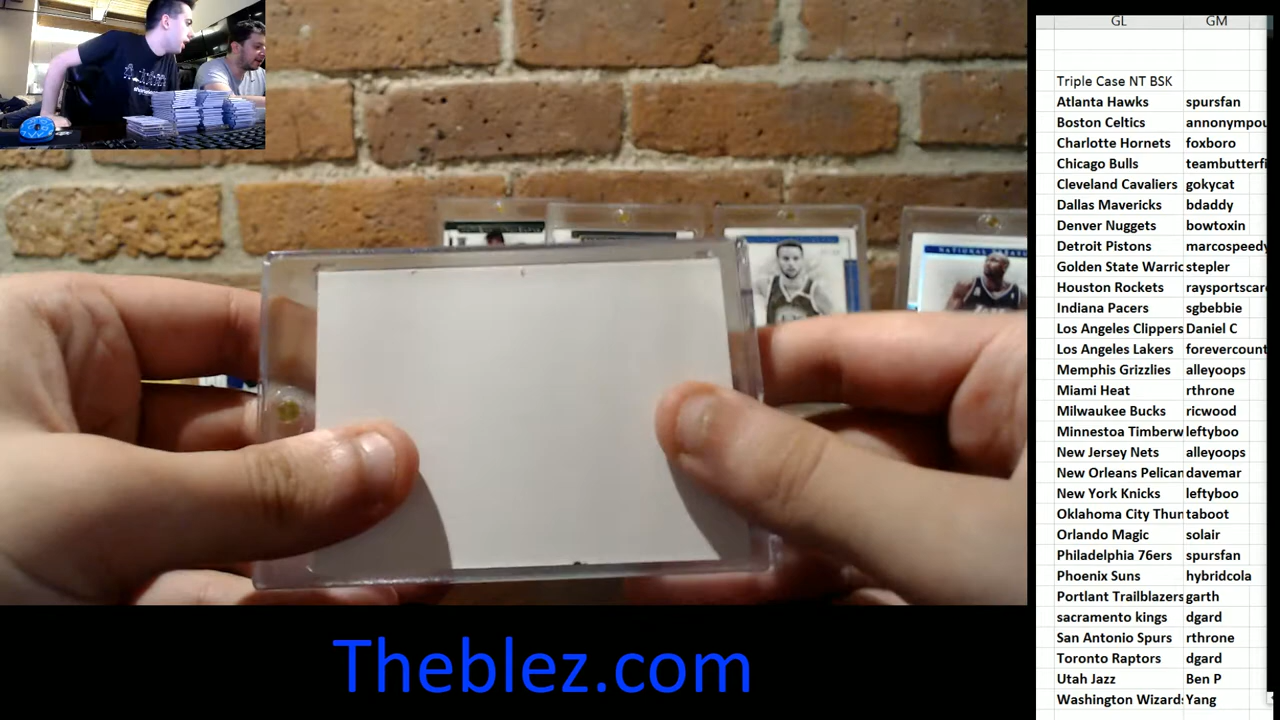 GL GM
Triple Case NT BSK
Atlanta Hawks spursfan
Boston Celtics annonympou
Charlotte Hornets foxboro
Chicago Bulls teambutterfi
Cleveland Cavaliers gokycat
Dallas Mavericks bdaddy
Denver Nuggets bowtoxin
Detroit Pistons marcospeedy
Golden State Warric stepler
Houston Rockets raysportscar
Indiana Pacers sgbebbie
Los Angeles Clippers Daniel C
Los Angeles Lakers forevercount
Memphis Grizzlies alleyoops
Miami Heat rthrone
Milwaukee Bucks ricwood
Minnestoa Timberw leftyboo
New Jersey Nets alleyoops
New Orleans Pelican davemar
New York Knicks leftyboo
Oklahoma City Thun taboot
Orlando Magic solair
Philadelphia 76ers spursfan
Phoenix Suns hybridcola
Portlant Trailblazers garth
sacramento kings dgard
San Antonio Spurs rthrone
Toronto Raptors dgard
Utah Jazz Ben P
Washington Wizards Yang
Theblez.com